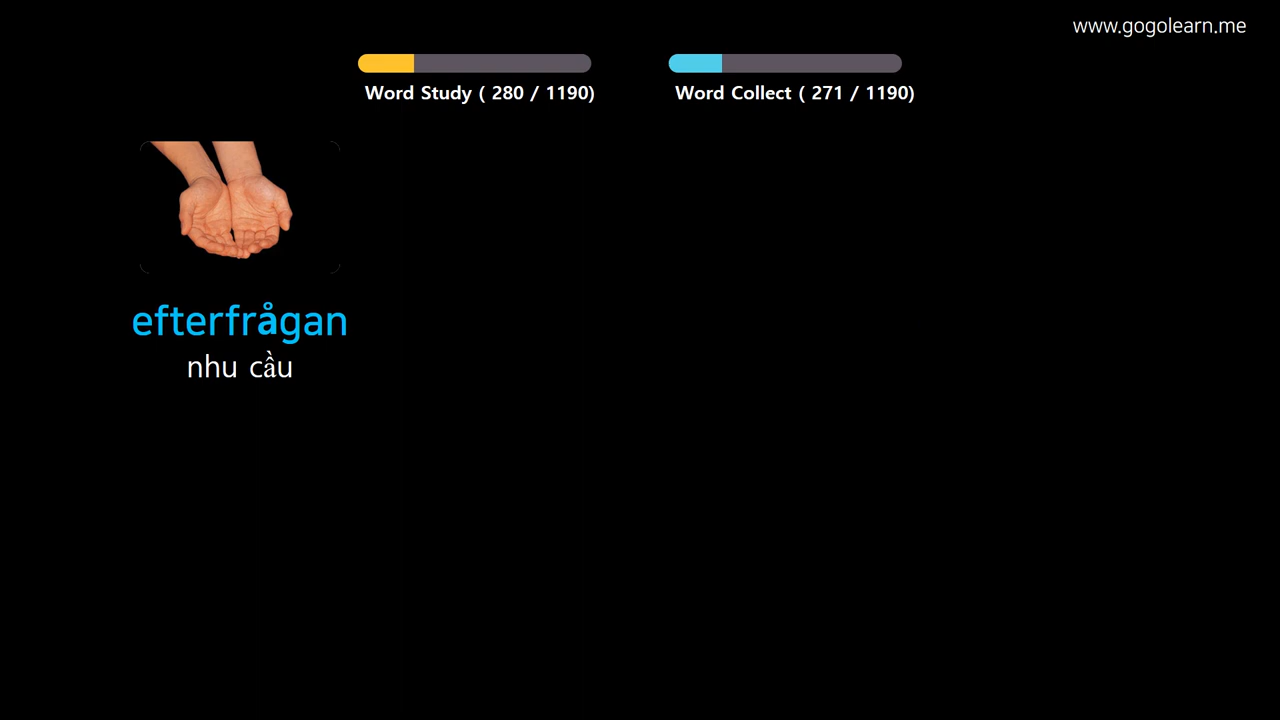 www.gogolearn.me
Word Study ( 280 / 1190)
Word Collect ( 271 / 1190)
efterfrågan
nhu cầu